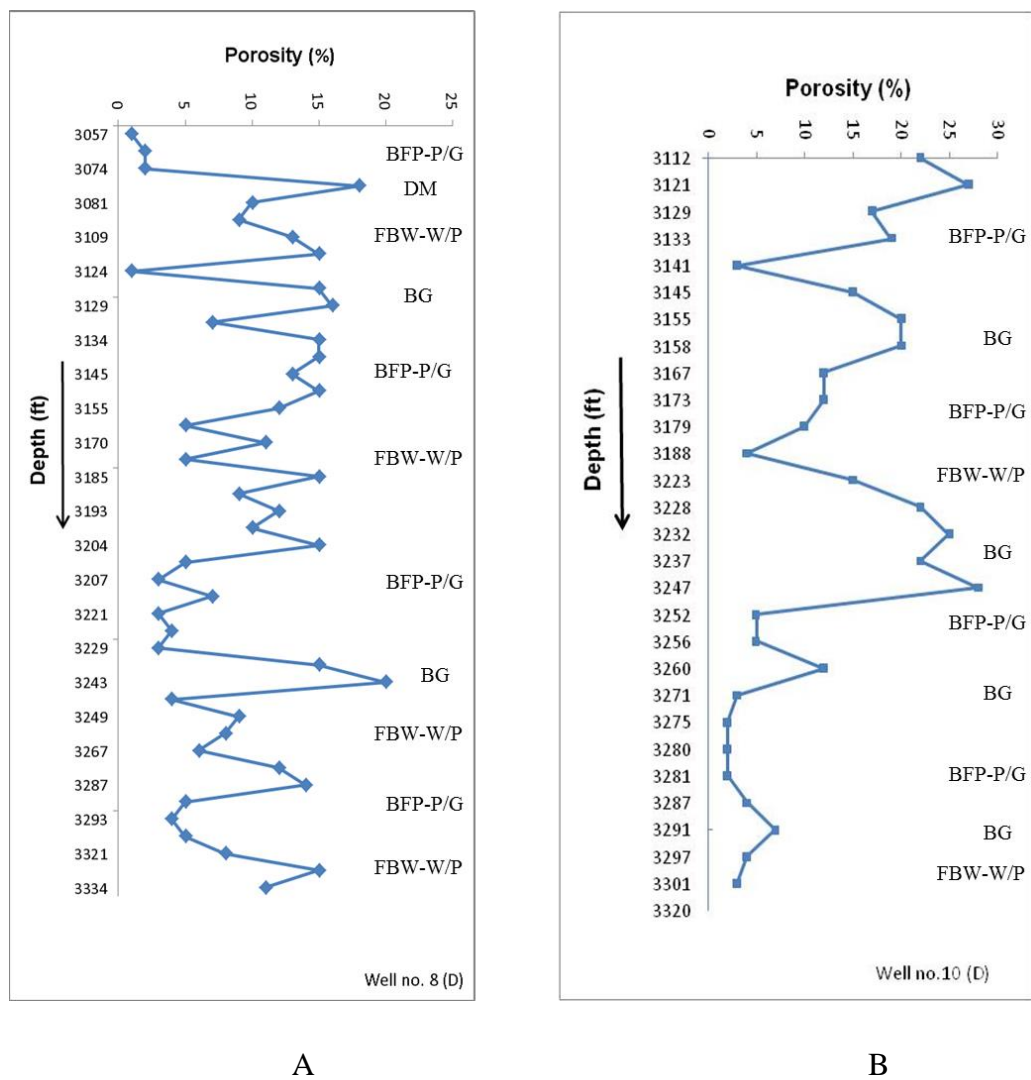 Porosity (%)
0 5 10 15 20 25
3057
BFP-P/G
3074
DM
3081
3109
FBW-W/P
3124
BG
3129
3134
BFP-P/G
3145
3155
3170
FBW-W/P
3185
3193
3204
3207
BFP-P/G
3221
3229
BG
3243
3249
FBW-W/P
3267
3287
BFP-P/G
3293
3321
FBW-W/P
3334
Depth (ft)
Well no. 8 (D)
A
Porosity (%)
0 5 10 15 20 25 30
3112
3121
3129
3133
BFP-P/G
3141
3145
3155
3158
BG
3167
3173
BFP-P/G
3179
3188
FBW-W/P
3223
3228
3232
BG
3237
3247
3252
BFP-P/G
3256
3260
3271
BG
3275
3280
3281
BFP-P/G
3287
3291
BG
3297
FBW-W/P
3301
3320
Depth (ft)
Well no.10 (D)
B